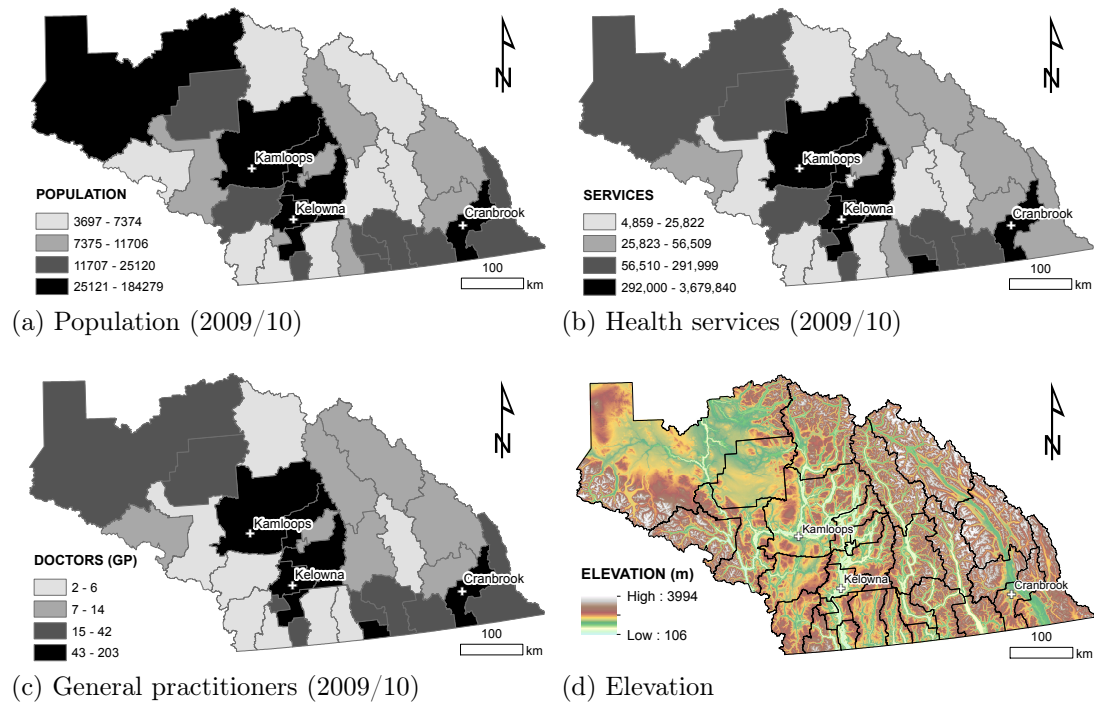 N
Kamloops
Kelowna
Cranbrook
POPULATION
3697 - 7374
7375 - 11706
11707 - 25120
25121 - 184279
100
km
(a) Population (2009/10)
N
Kamloops
Kelowna
Cranbrook
SERVICES
4,859 - 25,822
25,823 - 56,509
56,510 - 291,999
292,000 - 3,679,840
100
km
(b) Health services (2009/10)
N
Kamloops
Kelowna
Cranbrook
DOCTORS (GP)
2 - 6
7 - 14
15 - 42
43 - 203
100
km
(c) General practitioners (2009/10)
N
Kamloops
Kelowna
Cranbrook
ELEVATION (m)
High : 3994
Low : 106
100
km
(d) Elevation